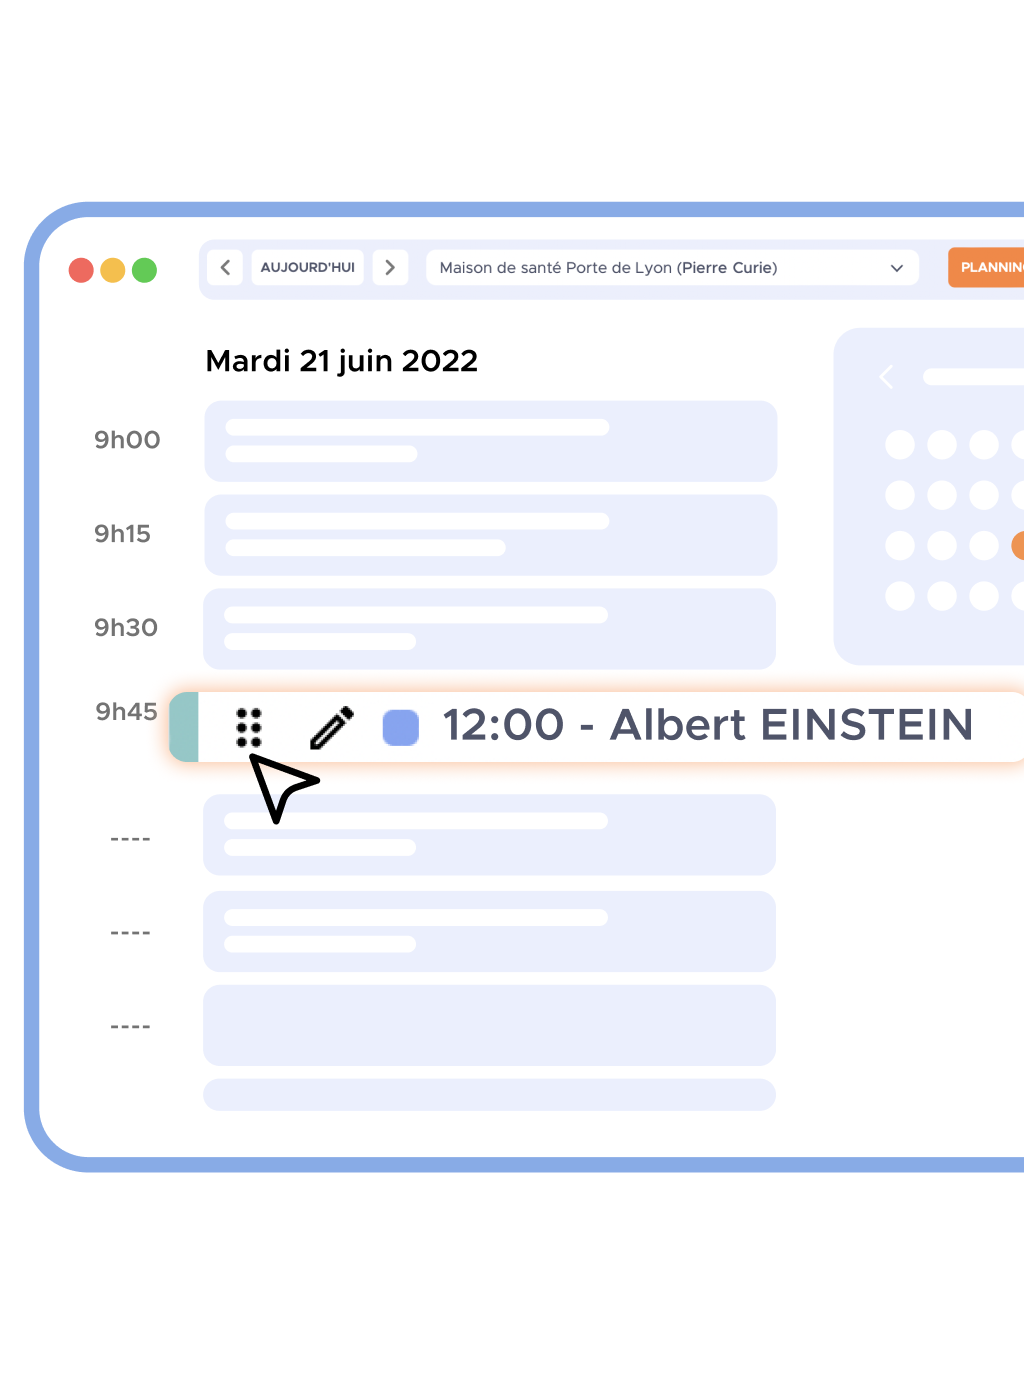 AUJOURD'HUI
Maison de santé Porte de Lyon (Pierre Curie)
PLANNING
Mardi 21 juin 2022
9h00
9h15
9h30
9h45
12:00 - Albert EINSTEIN
----
----
----